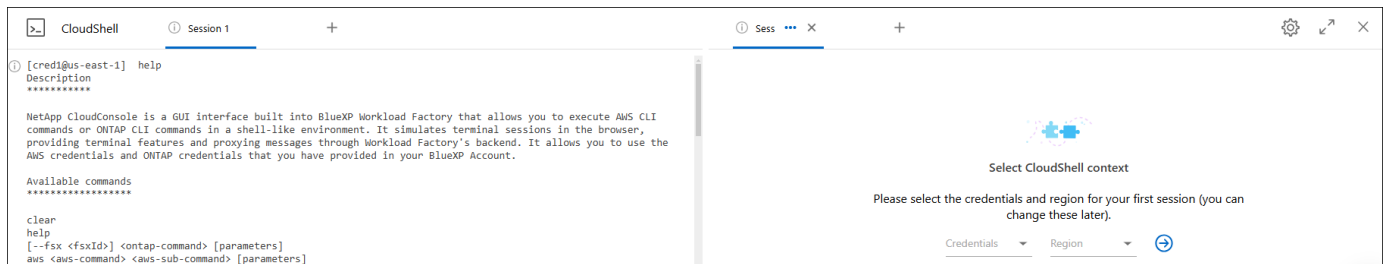 CloudShell
Session 1
[cred1@us-east-1] help
Description
***********
NetApp CloudConsole is a GUI interface built into BlueXP Workload Factory that allows you to execute AWS CLI
commands or ONTAP CLI commands in a shell-like environment. It simulates terminal sessions in the browser,
providing terminal features and proxying messages through Workload Factory's backend. It allows you to use the
AWS credentials and ONTAP credentials that you have provided in your BlueXP Account.
Available commands
******************
clear
help
[--fsx <fsxId>] <ontap-command> [parameters]
aws <aws-command> <aws-sub-command> [parameters]
Sess
Select CloudShell context
Please select the credentials and region for your first session (you can
change these later).
Credentials
Region